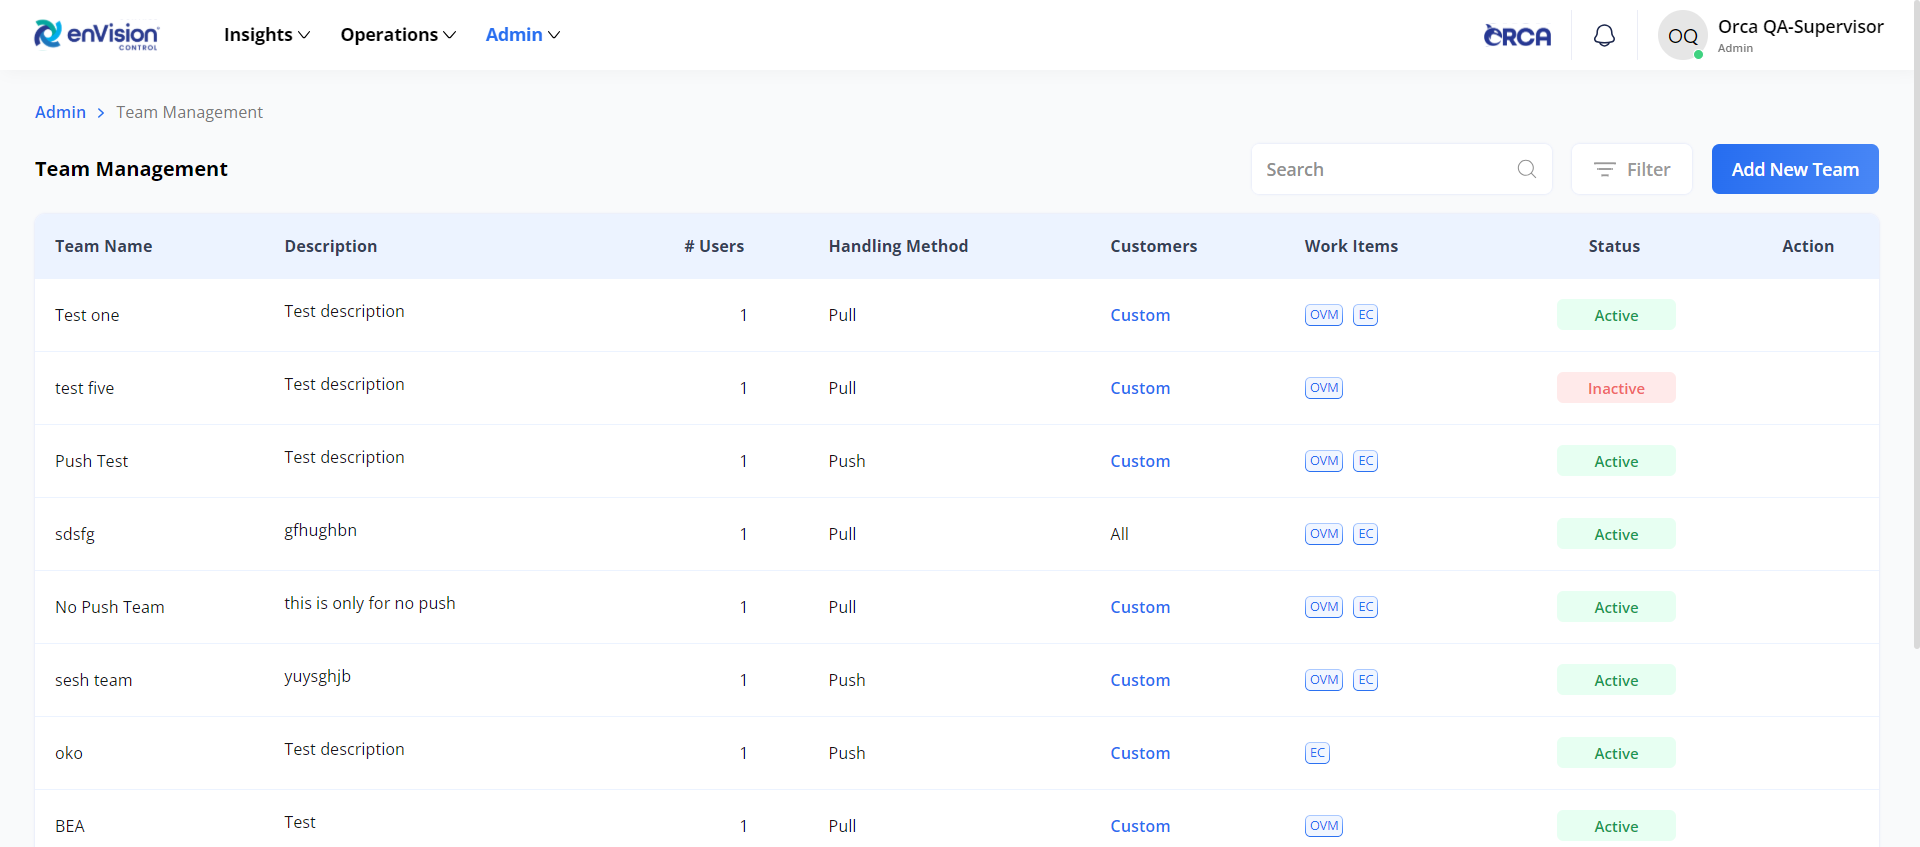 enVision CONTROL Insights Operations Admin ORCA OQ Orca QA-Supervisor
Admin
Admin > Team Management
Team Management Search Filter Add New Team
Team Name Description # Users Handling Method Customers Work Items Status Action
Test one Test description 1 Pull Custom OVM EC Active
test five Test description 1 Pull Custom OVM Inactive
Push Test Test description 1 Push Custom OVM EC Active
sdsfg gfhughbn 1 Pull All OVM EC Active
No Push Team this is only for no push 1 Pull Custom OVM EC Active
sesh team yuysghjb 1 Push Custom OVM EC Active
oko Test description 1 Push Custom EC Active
BEA Test 1 Pull Custom OVM Active